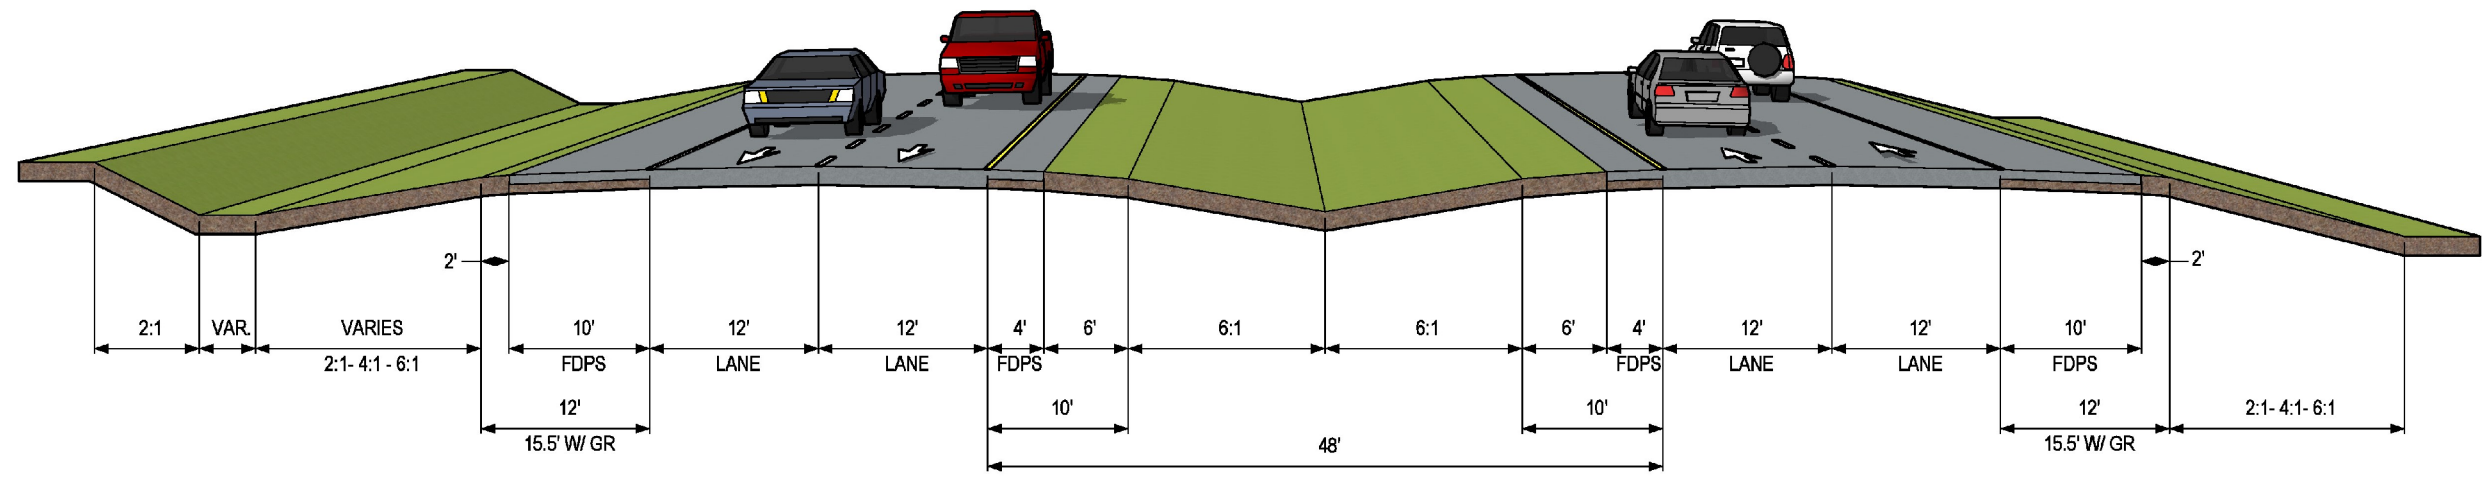 2' 2'
2:1 VAR. VARIES 10' 12' 12' 4' 6' 6:1 6:1 6' 4' 12' 12' 10'
2:1- 4:1 - 6:1 FDPS LANE LANE FDPS FDPS LANE LANE FDPS
12' 10' 10' 12' 2:1- 4:1- 6:1
15.5' W/ GR 48' 15.5' W/ GR